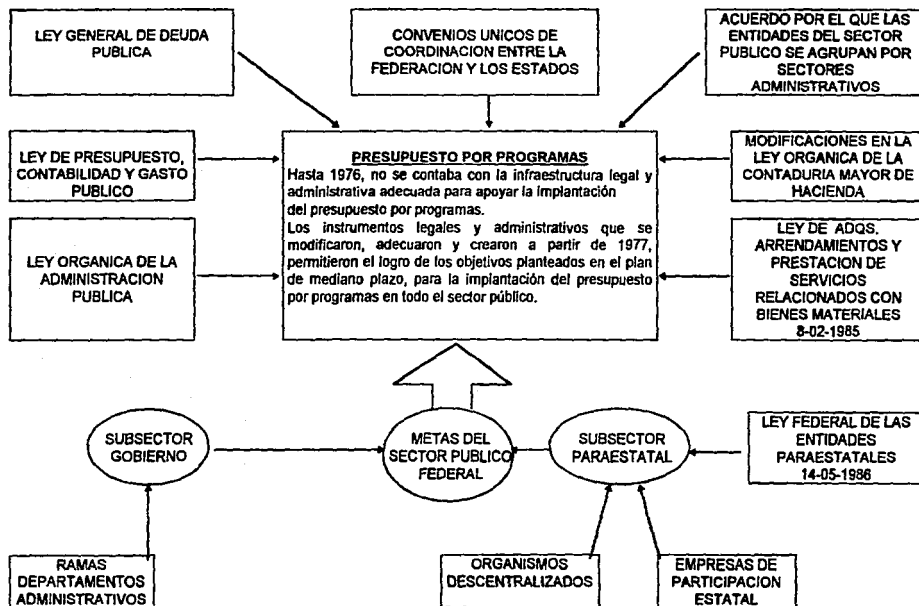 LEY GENERAL DE DEUDA
PUBLICA
CONVENIOS UNICOS DE
COORDINACION ENTRE LA
FEDERACION Y LOS ESTADOS
ACUERDO POR EL QUE LAS
ENTIDADES DEL SECTOR
PUBLICO SE AGRUPAN POR
SECTORES
ADMINISTRATIVOS
LEY DE PRESUPUESTO,
CONTABILIDAD Y GASTO
PUBLICO
PRESUPUESTO POR PROGRAMAS
Hasta 1976, no se contaba con la infraestructura legal y
administrativa adecuada para apoyar la implantación
del presupuesto por programas.
Los instrumentos legales y administrativos que se
modificaron, adecuaron y crearon a partir de 1977,
permitieron el logro de los objetivos planteados en el plan
de mediano plazo, para la implantación del presupuesto
por programas en todo el sector público.
MODIFICACIONES EN LA
LEY ORGANICA DE LA
CONTADURIA MAYOR DE
HACIENDA
LEY ORGANICA DE LA
ADMINISTRACION
PUBLICA
LEY DE ADQS.
ARRENDAMIENTOS Y
PRESTACION DE
SERVICIOS
RELACIONADOS CON
BIENES MATERIALES
8-02-1985
SUBSECTOR
GOBIERNO
METAS DEL
SECTOR PUBLICO
FEDERAL
SUBSECTOR
PARAESTATAL
LEY FEDERAL DE LAS
ENTIDADES
PARAESTATALES
14-05-1986
RAMAS
DEPARTAMENTOS
ADMINISTRATIVOS
ORGANISMOS
DESCENTRALIZADOS
EMPRESAS DE
PARTICIPACION
ESTATAL